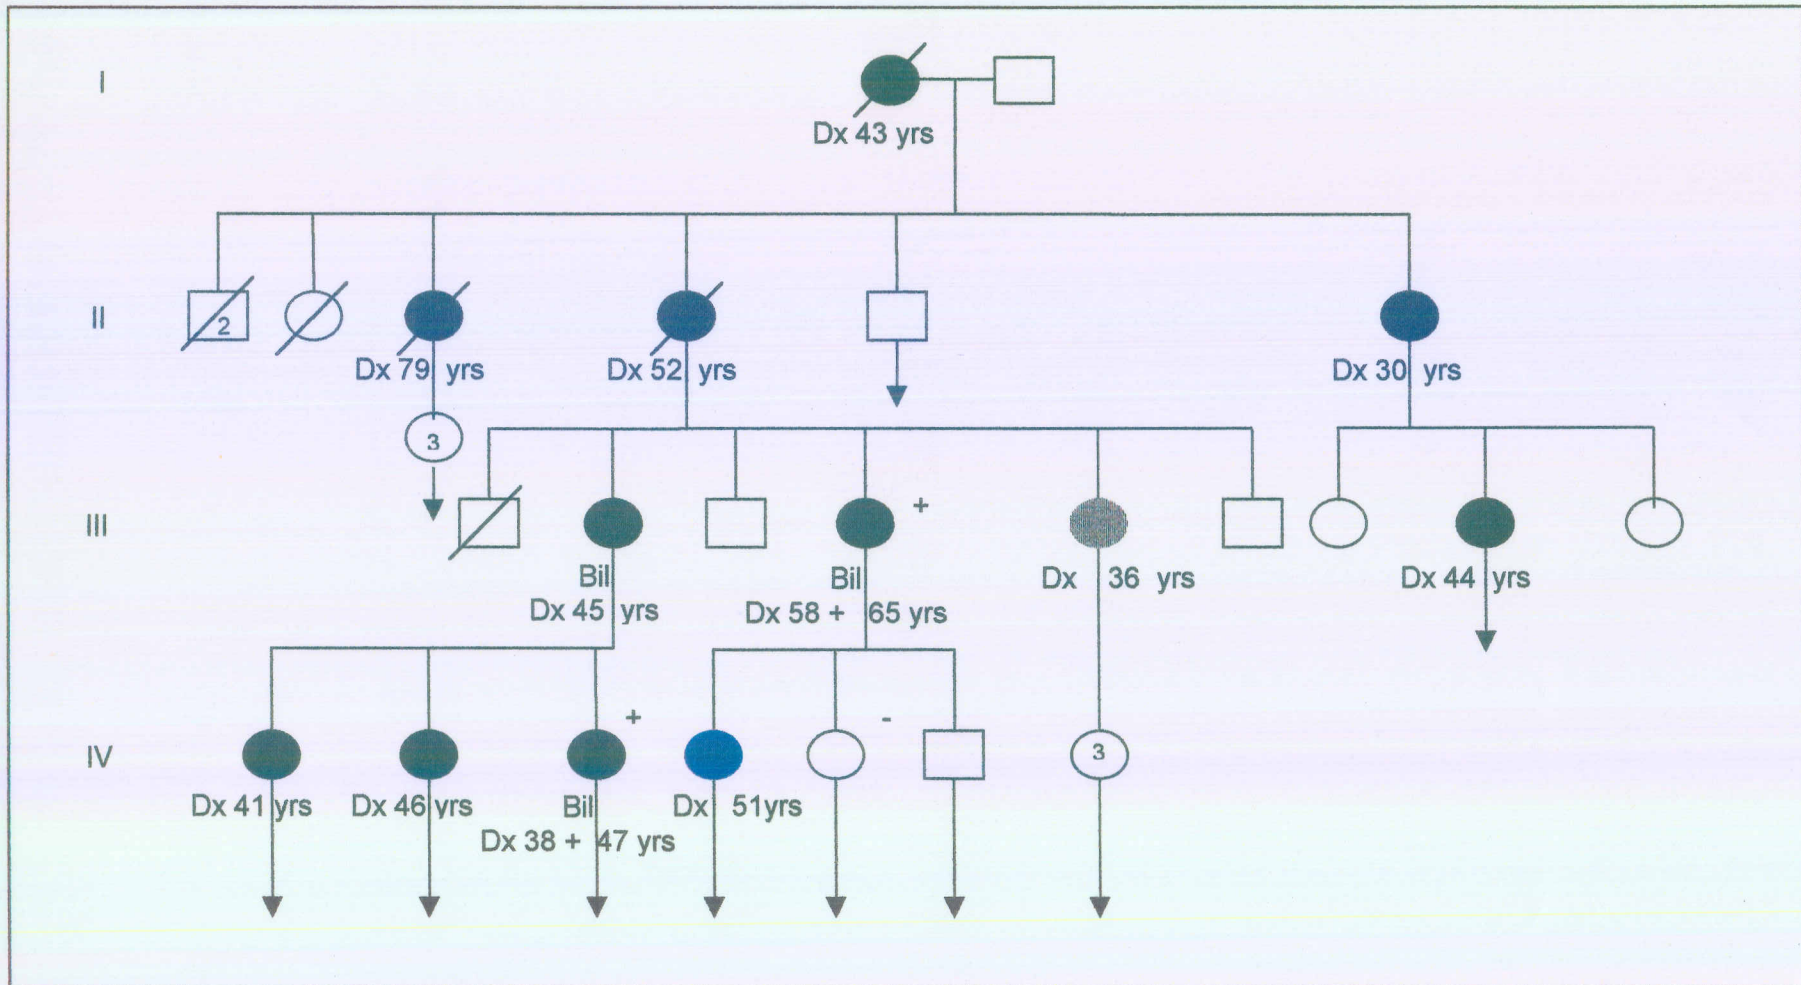 I
Dx 43 yrs
II
2
Dx 79 yrs
Dx 52 yrs
Dx 30 yrs
3
III
+
Bil
Dx 45 yrs
Bil
Dx 58 + 65 yrs
Dx 36 yrs
Dx 44 yrs
IV
+
-
3
Dx 41 yrs
Dx 46 yrs
Bil
Dx 38 + 47 yrs
Dx 51yrs